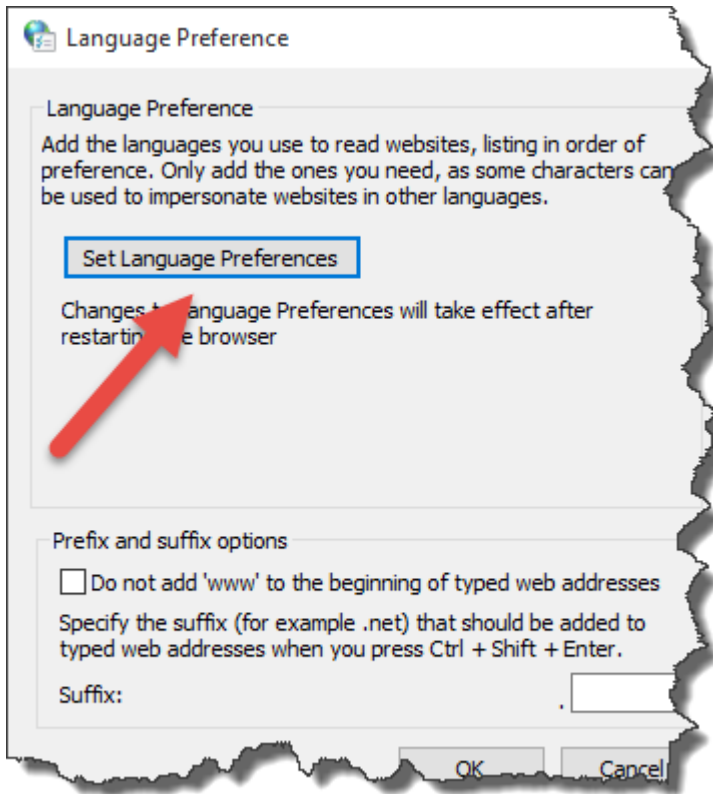 Language Preference
Language Preference
Add the languages you use to read websites, listing in order of
preference. Only add the ones you need, as some characters can
be used to impersonate websites in other languages.
Set Language Preferences
Changes to Language Preferences will take effect after
restarting the browser
Prefix and suffix options
Do not add 'www' to the beginning of typed web addresses
Specify the suffix (for example .net) that should be added to
typed web addresses when you press Ctrl + Shift + Enter.
Suffix: .
OK Cancel